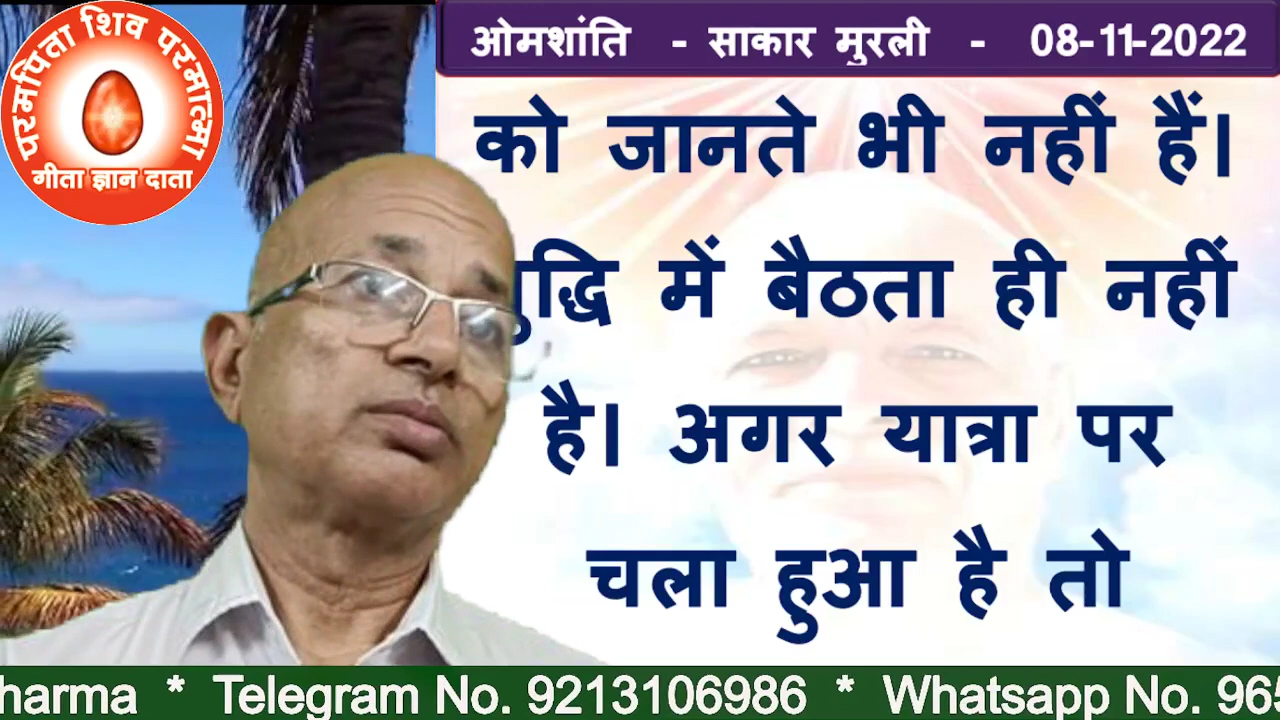 परमपिता शिव परमात्मा
गीता ज्ञान दाता
ओमशांति - साकार मुरली - 08-11-2022
को जानते भी नहीं हैं।
में बैठता ही नहीं
है। अगर यात्रा पर
चला हुआ है तो
harma * Telegram No. 9213106986 * Whatsapp No. 965